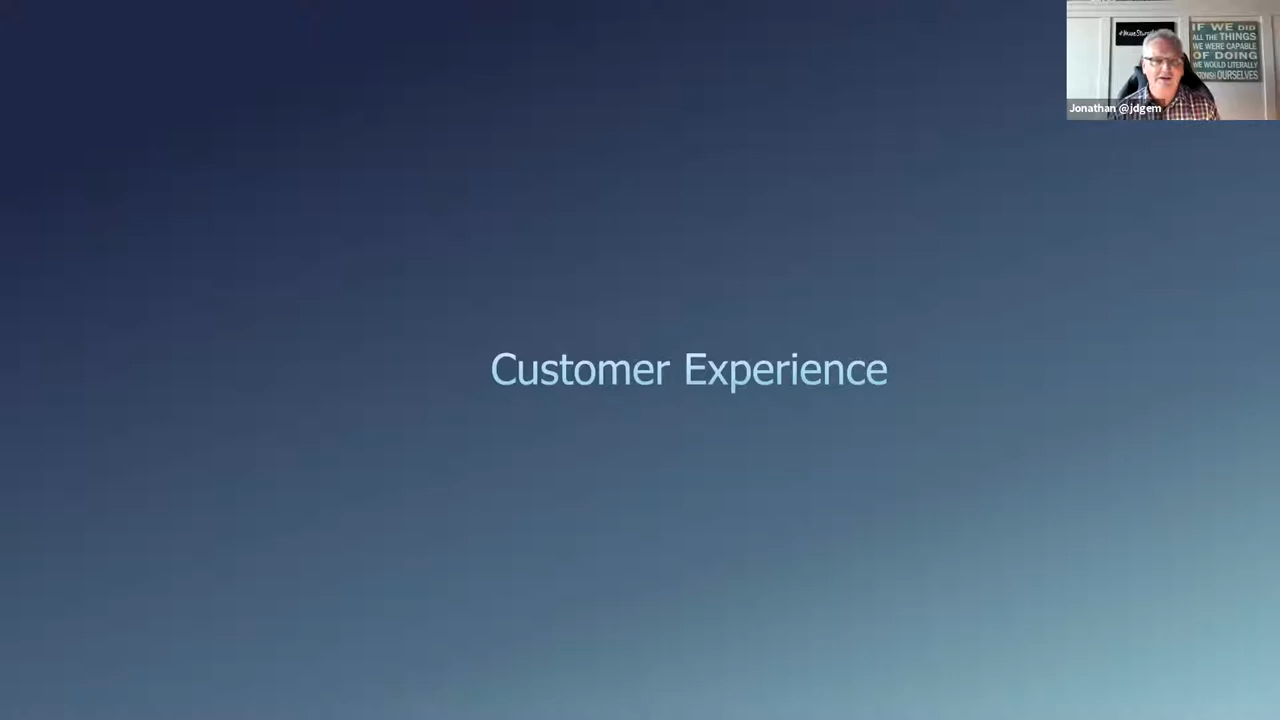 IF WE DID
ALL THE THINGS
WE WERE CAPABLE
OF DOING
WE WOULD LITERALLY
OURSELVES
Jonathan @jdgem
Customer Experience